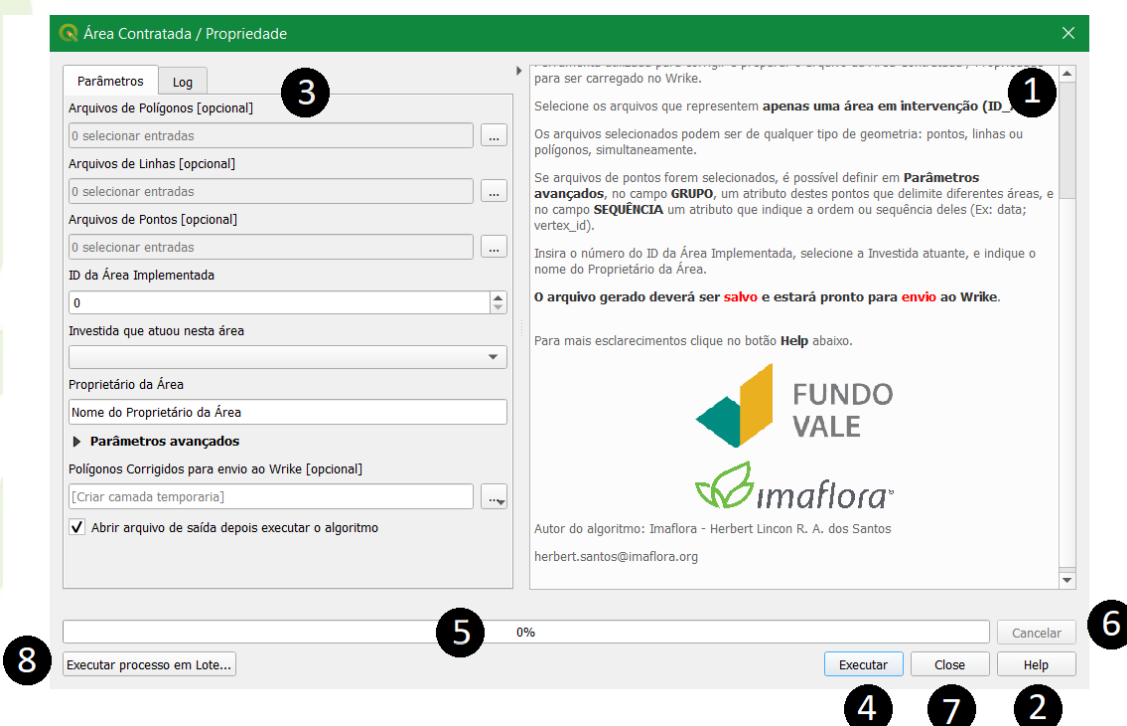 Área Contratada / Propriedade
Parâmetros
Log
3
Arquivos de Polígonos [opcional]
0 selecionar entradas
...
Arquivos de Linhas [opcional]
0 selecionar entradas
...
Arquivos de Pontos [opcional]
0 selecionar entradas
...
ID da Área Implementada
0
Investida que atuou nesta área
Proprietário da Área
Nome do Proprietário da Área
Parâmetros avançados
Polígonos Corrigidos para envio ao Wrike [opcional]
[Criar camada temporaria]
...
Abrir arquivo de saída depois executar o algoritmo
1
para ser carregado no Wrike.
Selecione os arquivos que representem apenas uma área em intervenção (ID_
Os arquivos selecionados podem ser de qualquer tipo de geometria: pontos, linhas ou
polígonos, simultaneamente.
Se arquivos de pontos forem selecionados, é possível definir em Parâmetros
avançados, no campo GRUPO, um atributo destes pontos que delimite diferentes áreas, e
no campo SEQUÊNCIA um atributo que indique a ordem ou sequência deles (Ex: data;
vertex_id).
Insira o número do ID da Área Implementada, selecione a Investida atuante, e indique o
nome do Proprietário da Área.
O arquivo gerado deverá ser salvo e estará pronto para envio ao Wrike.
Para mais esclarecimentos clique no botão Help abaixo.
FUNDO
VALE
imaflora
Autor do algoritmo: Imaflora - Herbert Lincon R. A. dos Santos
herbert.santos@imaflora.org
5
0%
Cancelar
6
8
Executar processo em Lote...
Executar
Close
Help
4
7
2